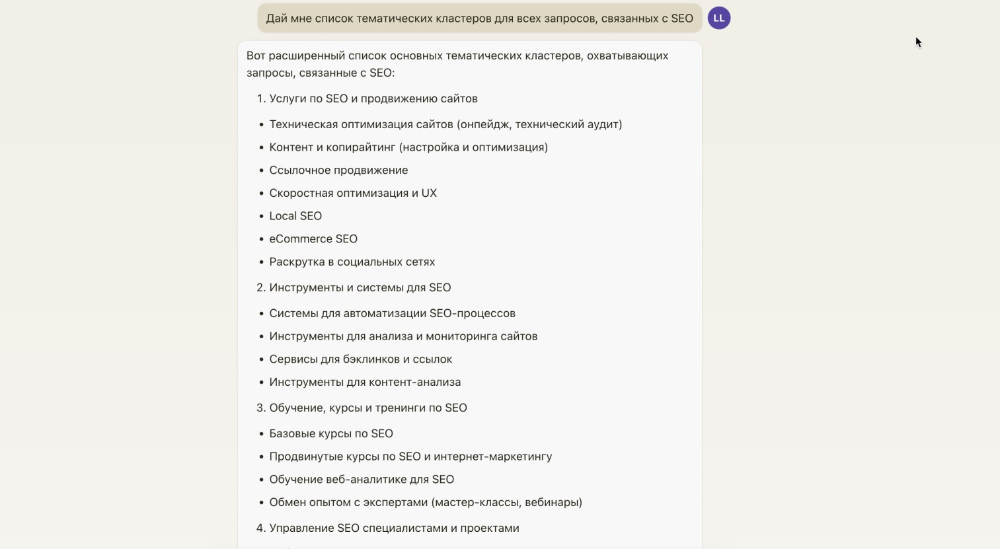 Дай мне список тематических кластеров для всех запросов, связанных с SEO
LL
Вот расширенный список основных тематических кластеров, охватывающих
запросы, связанные с SEO:
1. Услуги по SEO и продвижению сайтов
• Техническая оптимизация сайтов (онпейдж, технический аудит)
• Контент и копирайтинг (настройка и оптимизация)
• Ссылочное продвижение
• Скоростная оптимизация и UX
• Local SEO
• eCommerce SEO
• Раскрутка в социальных сетях
2. Инструменты и системы для SEO
• Системы для автоматизации SEO-процессов
• Инструменты для анализа и мониторинга сайтов
• Сервисы для бэклинков и ссылок
• Инструменты для контент-анализа
3. Обучение, курсы и тренинги по SEO
• Базовые курсы по SEO
• Продвинутые курсы по SEO и интернет-маркетингу
• Обучение веб-аналитике для SEO
• Обмен опытом с экспертами (мастер-классы, вебинары)
4. Управление SEO специалистами и проектами